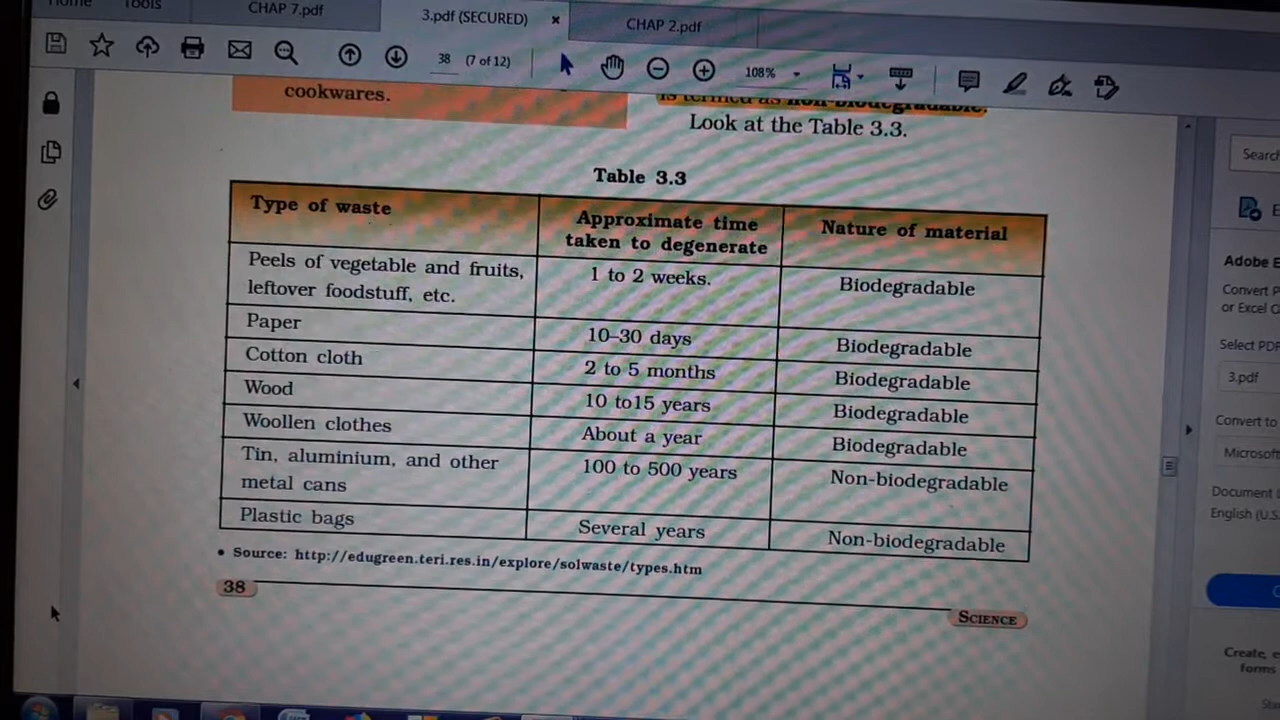 Home Tools CHAP 7.pdf 3.pdf (SECURED) × CHAP 2.pdf
38 (7 of 12) 108%
cookwares.
is termed as non-biodegradable.
Look at the Table 3.3.
Table 3.3
Type of waste Approximate time taken to degenerate Nature of material
Peels of vegetable and fruits, 1 to 2 weeks. Biodegradable
leftover foodstuff, etc.
Paper 10–30 days Biodegradable
Cotton cloth 2 to 5 months Biodegradable
Wood 10 to15 years Biodegradable
Woollen clothes About a year Biodegradable
Tin, aluminium, and other 100 to 500 years Non-biodegradable
metal cans
Plastic bags Several years Non-biodegradable
• Source: http://edugreen.teri.res.in/explore/solwaste/types.htm
38
SCIENCE
Search
Adobe E
Convert P
or Excel O
Select PDF
3.pdf
Convert to
Microsoft
Document L
English (U.S.
Create, e
forms